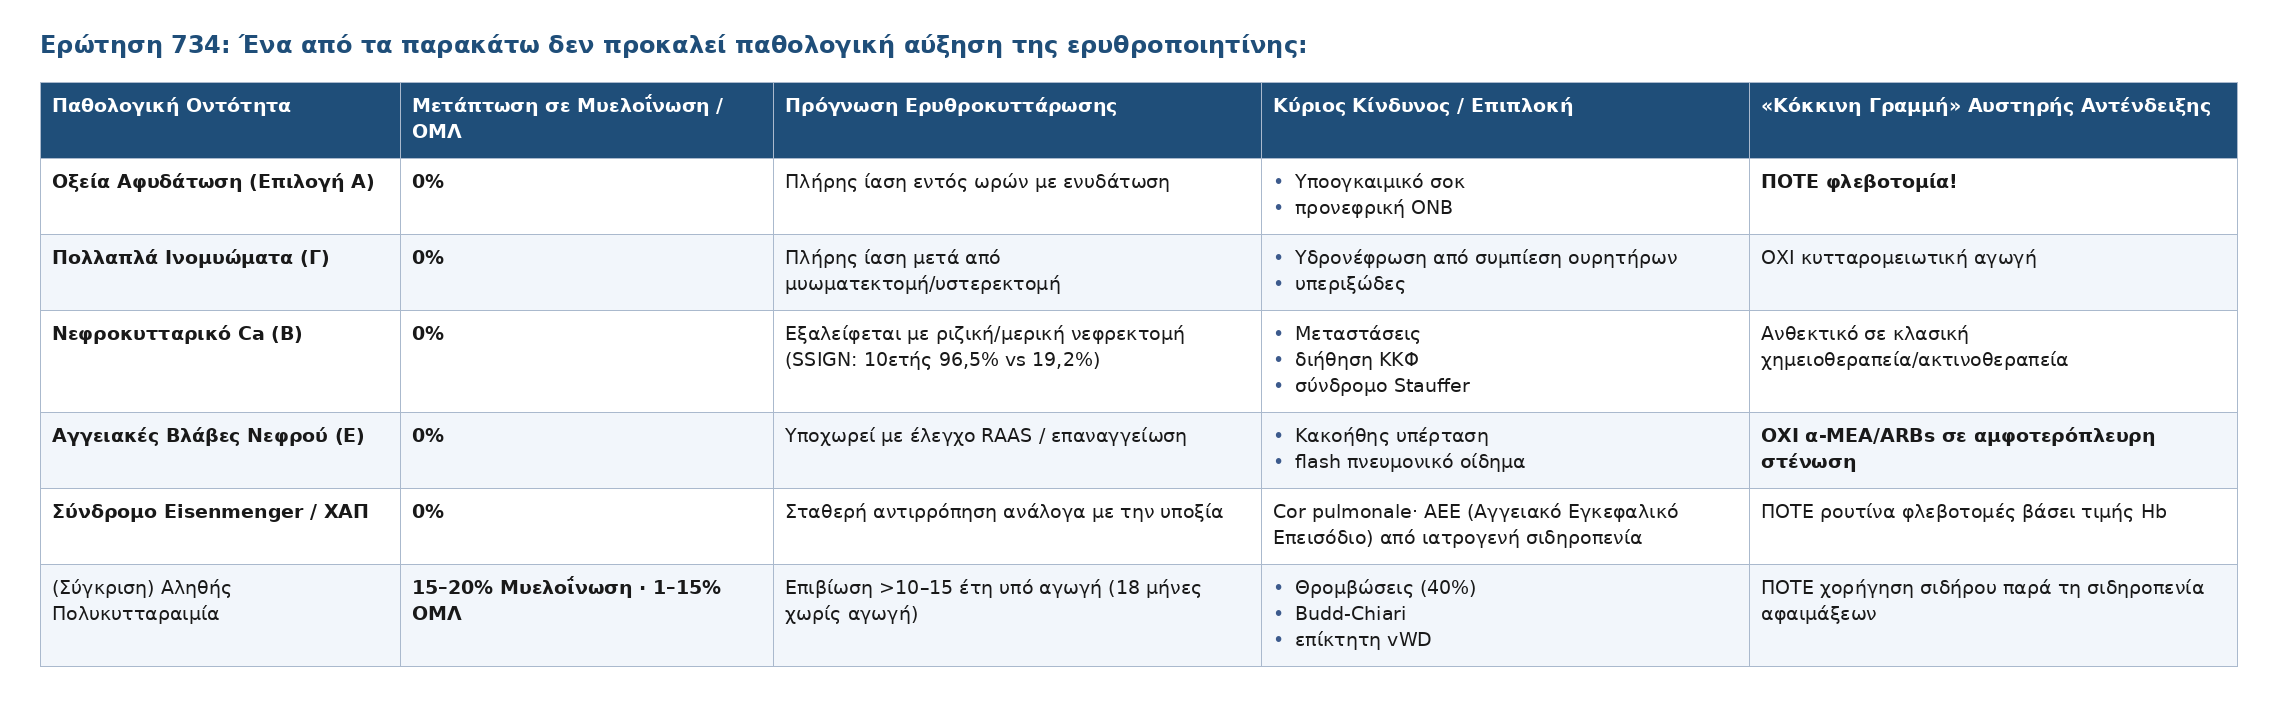 Ερώτηση 734: Ένα από τα παρακάτω δεν προκαλεί παθολογική αύξηση της ερυθροποιητίνης:
Παθολογική Οντότητα
Μετάπτωση σε Μυελοΐνωση /
ΟΜΛ
Πρόγνωση Ερυθροκυττάρωσης
Κύριος Κίνδυνος / Επιπλοκή
«Κόκκινη Γραμμή» Αυστηρής Αντένδειξης
Οξεία Αφυδάτωση (Επιλογή Α)
0%
Πλήρης ίαση εντός ωρών με ενυδάτωση
• Υποογκαιμικό σοκ
• προνεφρική ΟΝΒ
ΠΟΤΕ φλεβοτομία!
Πολλαπλά Ινομυώματα (Γ)
0%
Πλήρης ίαση μετά από
μυωματεκτομή/υστερεκτομή
• Υδρονέφρωση από συμπίεση ουρητήρων
• υπεριξώδες
ΟΧΙ κυτταρομειωτική αγωγή
Νεφροκυτταρικό Ca (Β)
0%
Εξαλείφεται με ριζική/μερική νεφρεκτομή
(SSIGN: 10ετής 96,5% vs 19,2%)
• Μεταστάσεις
• διήθηση ΚΚΦ
• σύνδρομο Stauffer
Ανθεκτικό σε κλασική
χημειοθεραπεία/ακτινοθεραπεία
Αγγειακές Βλάβες Νεφρού (Ε)
0%
Υποχωρεί με έλεγχο RAAS / επαναγγείωση
• Κακοήθης υπέρταση
• flash πνευμονικό οίδημα
ΟΧΙ α-ΜΕΑ/ARBs σε αμφοτερόπλευρη
στένωση
Σύνδρομο Eisenmenger / ΧΑΠ
0%
Σταθερή αντιρρόπηση ανάλογα με την υποξία
Cor pulmonale· ΑΕΕ (Αγγειακό Εγκεφαλικό
Επεισόδιο) από ιατρογενή σιδηροπενία
ΠΟΤΕ ρουτίνα φλεβοτομές βάσει τιμής Hb
(Σύγκριση) Αληθής
Πολυκυτταραιμία
15–20% Μυελοΐνωση · 1–15%
ΟΜΛ
Επιβίωση >10–15 έτη υπό αγωγή (18 μήνες
χωρίς αγωγή)
• Θρομβώσεις (40%)
• Budd-Chiari
• επίκτητη vWD
ΠΟΤΕ χορήγηση σιδήρου παρά τη σιδηροπενία
αφαιμάξεων